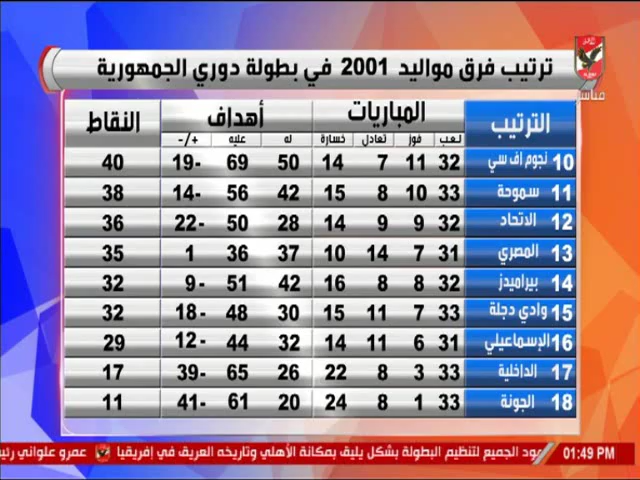 ترتيب فرق مواليد 2001 في بطولة دوري الجمهورية
مباشر
الترتيب المباريات أهداف النقاط
لعب فوز تعادل خسارة له عليه +/-
10 نجوم اف سي 32 11 7 14 50 69 -19 40
11 سموحة 33 10 8 15 42 56 -14 38
12 الاتحاد 32 9 9 14 28 50 -22 36
13 المصري 31 7 14 10 37 36 1 35
14 بيراميدز 32 8 8 16 42 51 -9 32
15 وادي دجلة 33 7 11 15 30 48 -18 32
16 الإسماعيلي 31 6 11 14 32 44 -12 29
17 الداخلية 33 3 8 22 26 65 -39 17
18 الجونة 33 1 8 24 20 61 -41 11
01:49 PM ود الجميع لتنظيم البطولة بشكل يليق بمكانة الأهلي وتاريخه العريق في إفريقيا عمرو علواني